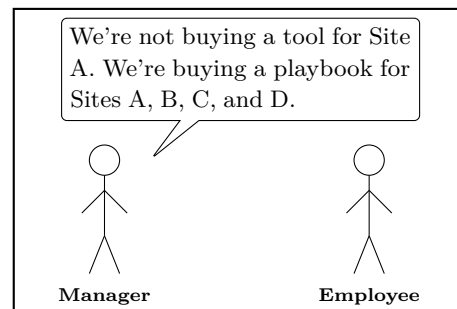 We're not buying a tool for Site
A. We're buying a playbook for
Sites A, B, C, and D.
Manager
Employee